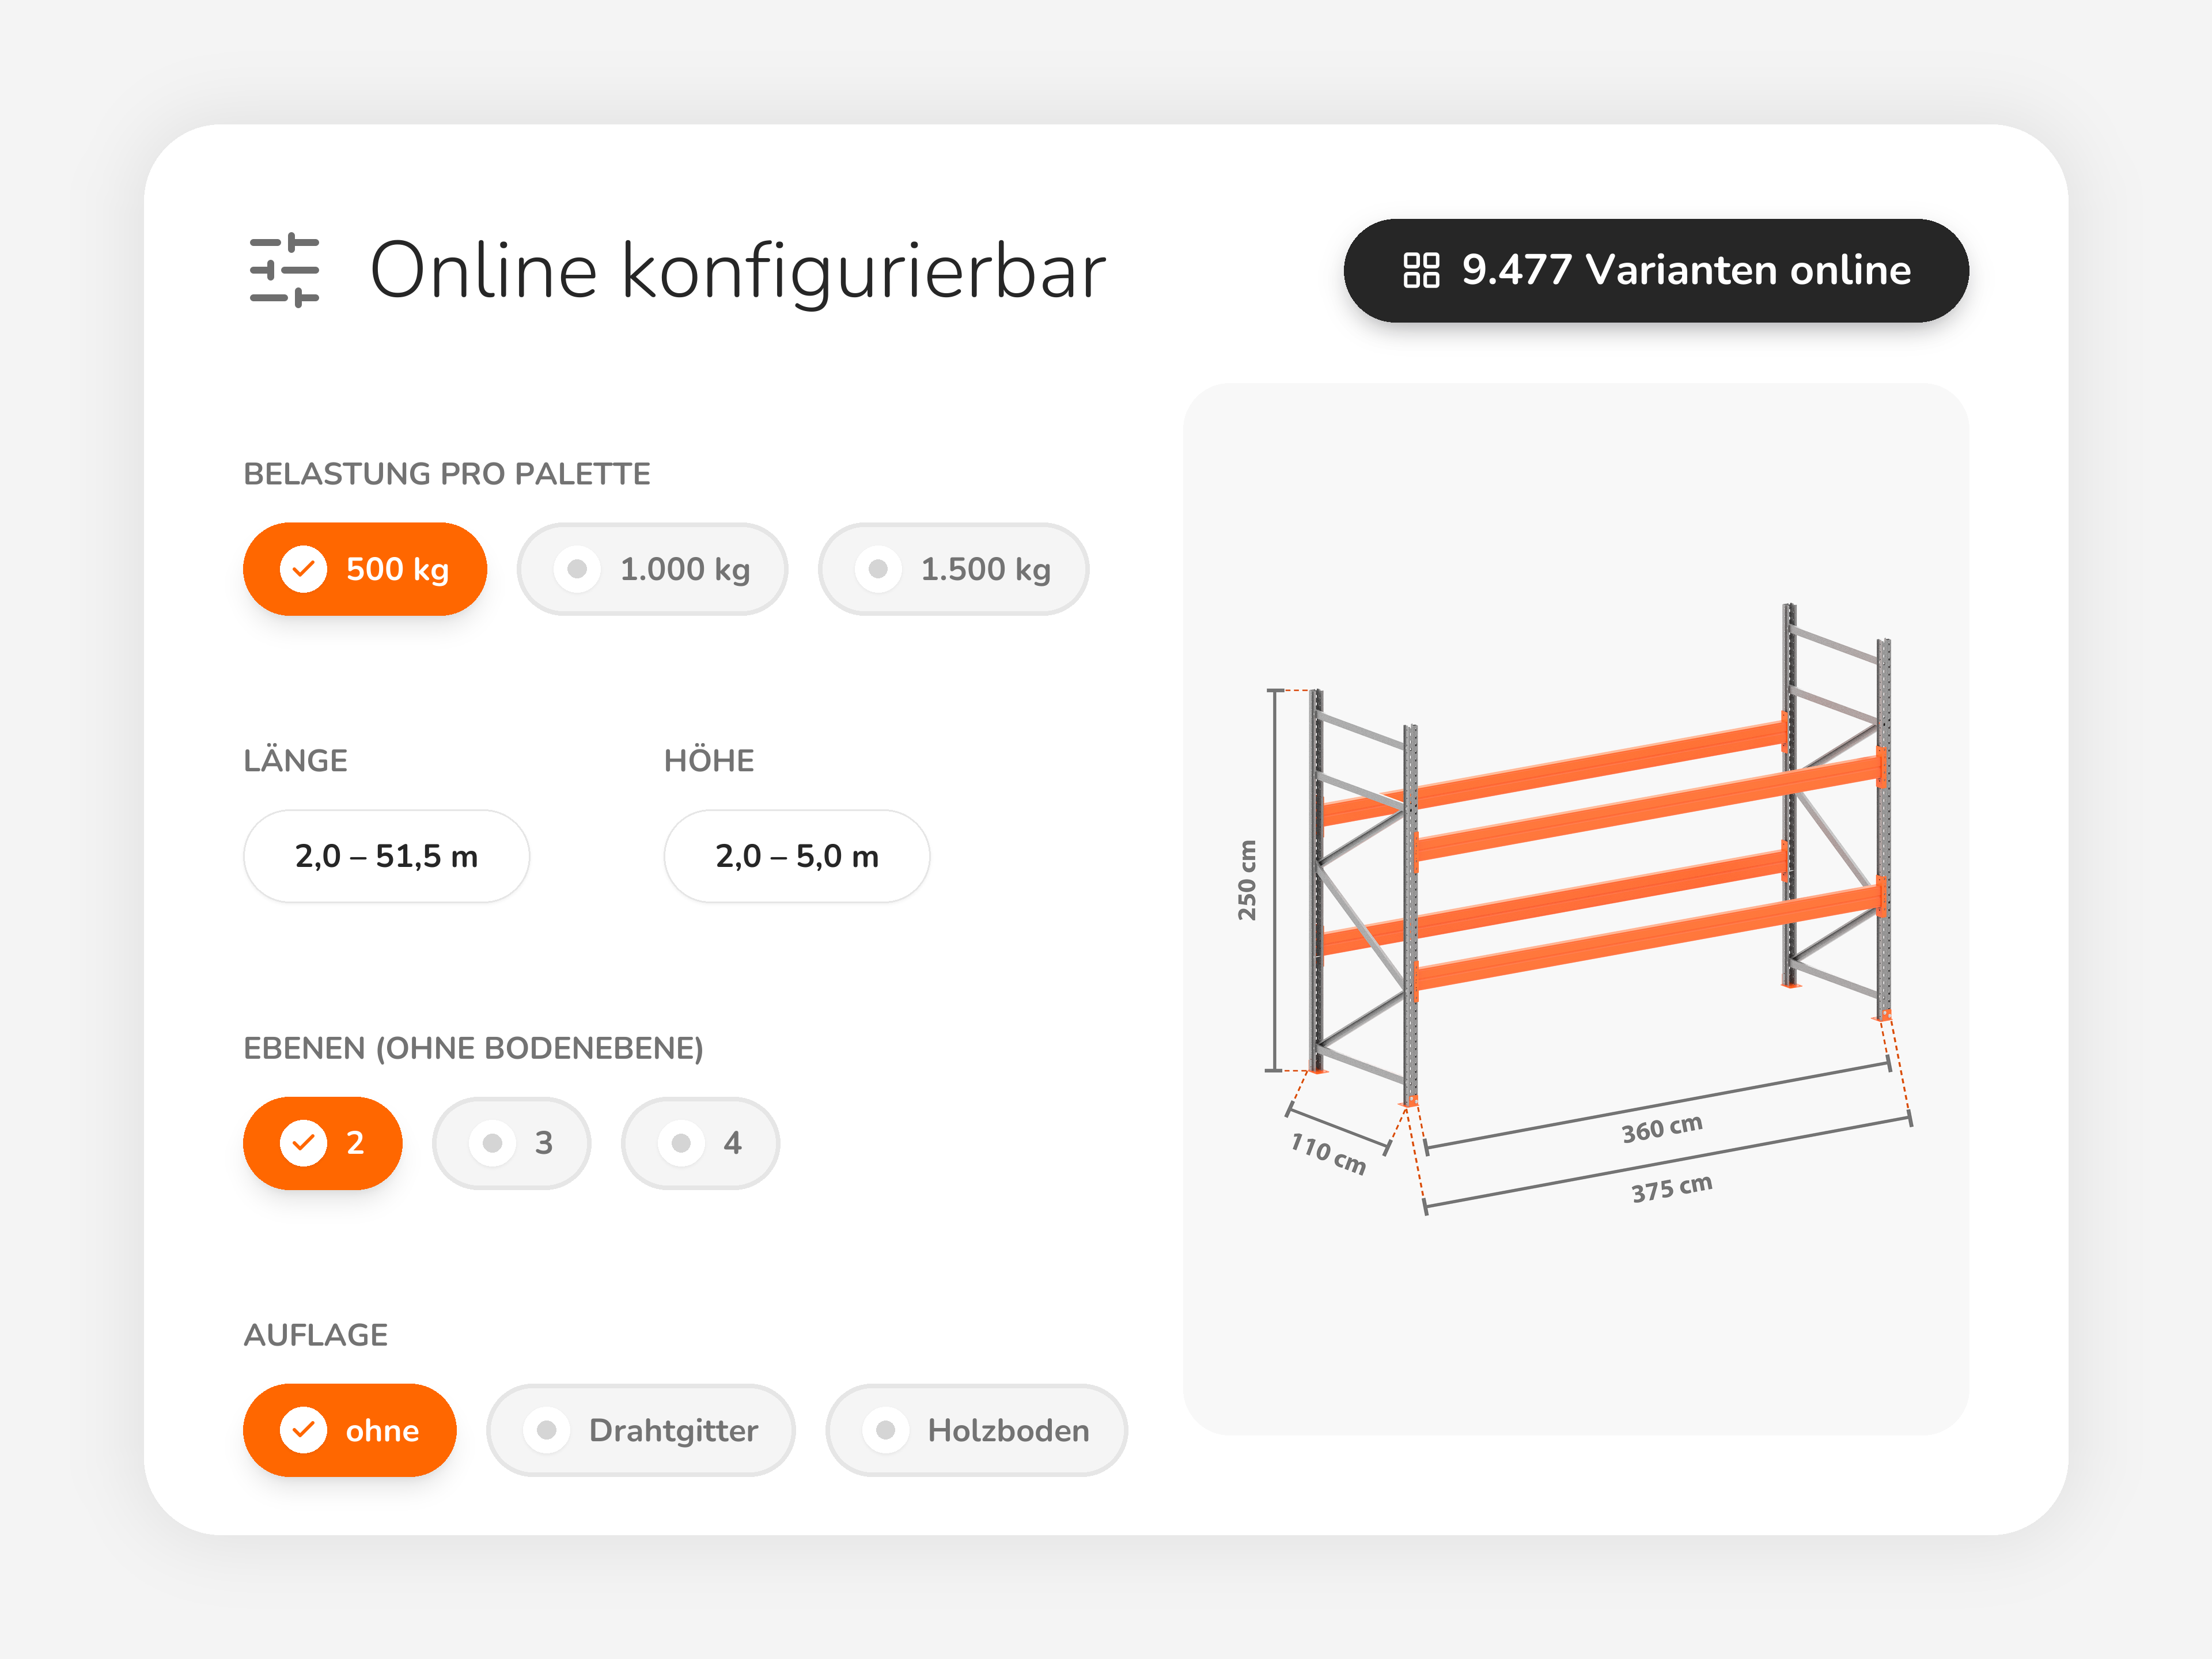 Online konfigurierbar
9.477 Varianten online
BELASTUNG PRO PALETTE
500 kg
1.000 kg
1.500 kg
LÄNGE
HÖHE
2,0 – 51,5 m
2,0 – 5,0 m
EBENEN (OHNE BODENEBENE)
2
3
4
AUFLAGE
ohne
Drahtgitter
Holzboden
250 cm
110 cm
360 cm
375 cm